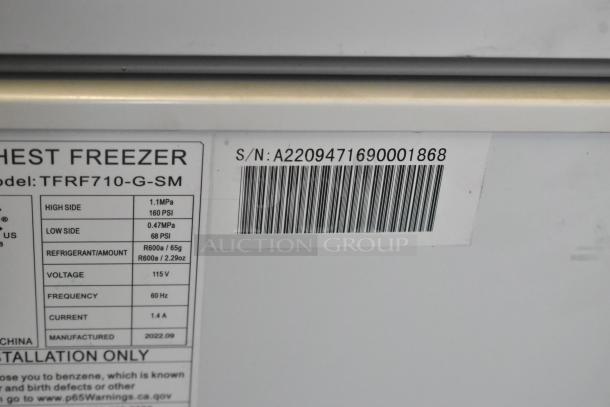 HEST FREEZER
odel: TFRF710-G-SM
S/N: A2209471690001868
HIGH SIDE 1.1MPa 160 PSI
LOW SIDE 0.47MPa 68 PSI
REFRIGERANT/AMOUNT R600a / 65g R600a / 2.29oz
VOLTAGE 115 V
FREQUENCY 60 Hz
CURRENT 1.4 A
MANUFACTURED 2022.09
®
US
CHINA
STALLATION ONLY
ose you to benzene, which is known
r and birth defects or other
n go to www.p65Warnings.ca.gov
AUCTION GROUP